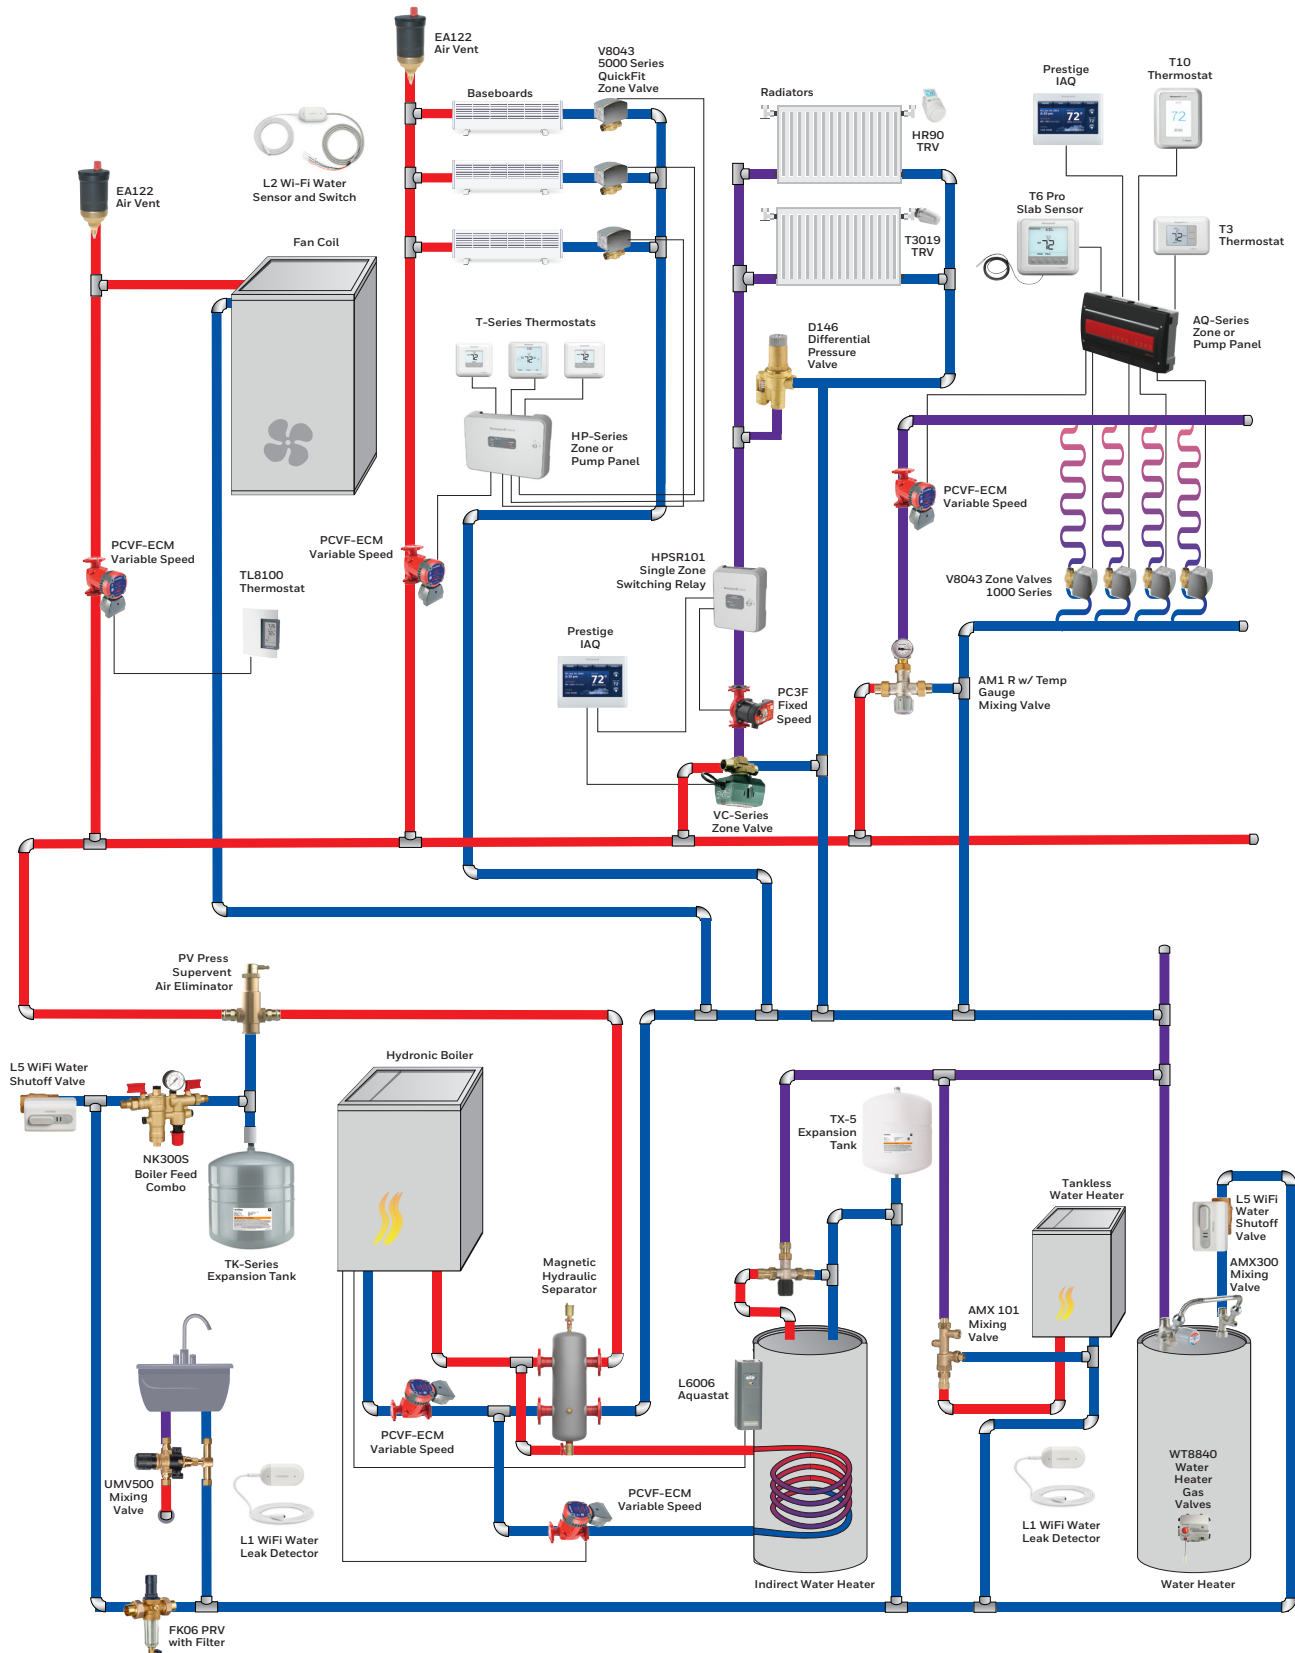 EA122
Air Vent
V8043
5000 Series
QuickFit
Zone Valve
Baseboards
Radiators
HR90
TRV
Prestige
IAQ
T10
Thermostat
72
72°
L2 Wi-Fi Water
Sensor and Switch
EA122
Air Vent
Fan Coil
T3019
TRV
T6 Pro
Slab Sensor
72
T3
Thermostat
72
T-Series Thermostats
72
72
72
D146
Differential
Pressure
Valve
AQ-Series
Zone or
Pump Panel
HP-Series
Zone or
Pump Panel
PCVF-ECM
Variable Speed
PCVF-ECM
Variable Speed
PCVF-ECM
Variable Speed
TL8100
Thermostat
HPSR101
Single Zone
Switching Relay
V8043 Zone Valves
1000 Series
Prestige
IAQ
72°
PC3F
Fixed
Speed
AM1 R w/ Temp
Gauge
Mixing Valve
VC-Series
Zone Valve
PV Press
Supervent
Air Eliminator
L5 WiFi Water
Shutoff Valve
Hydronic Boiler
NK300S
Boiler Feed
Combo
TX-5
Expansion
Tank
Tankless
Water Heater
L5 WiFi
Water
Shutoff
Valve
TK-Series
Expansion Tank
Magnetic
Hydraulic
Separator
AMX300
Mixing
Valve
AMX 101
Mixing
Valve
L6006
Aquastat
PCVF-ECM
Variable Speed
UMV500
Mixing
Valve
L1 WiFi Water
Leak Detector
PCVF-ECM
Variable Speed
WT8840
Water
Heater
Gas
Valves
L1 WiFi Water
Leak Detector
Indirect Water Heater
Water Heater
FK06 PRV
with Filter